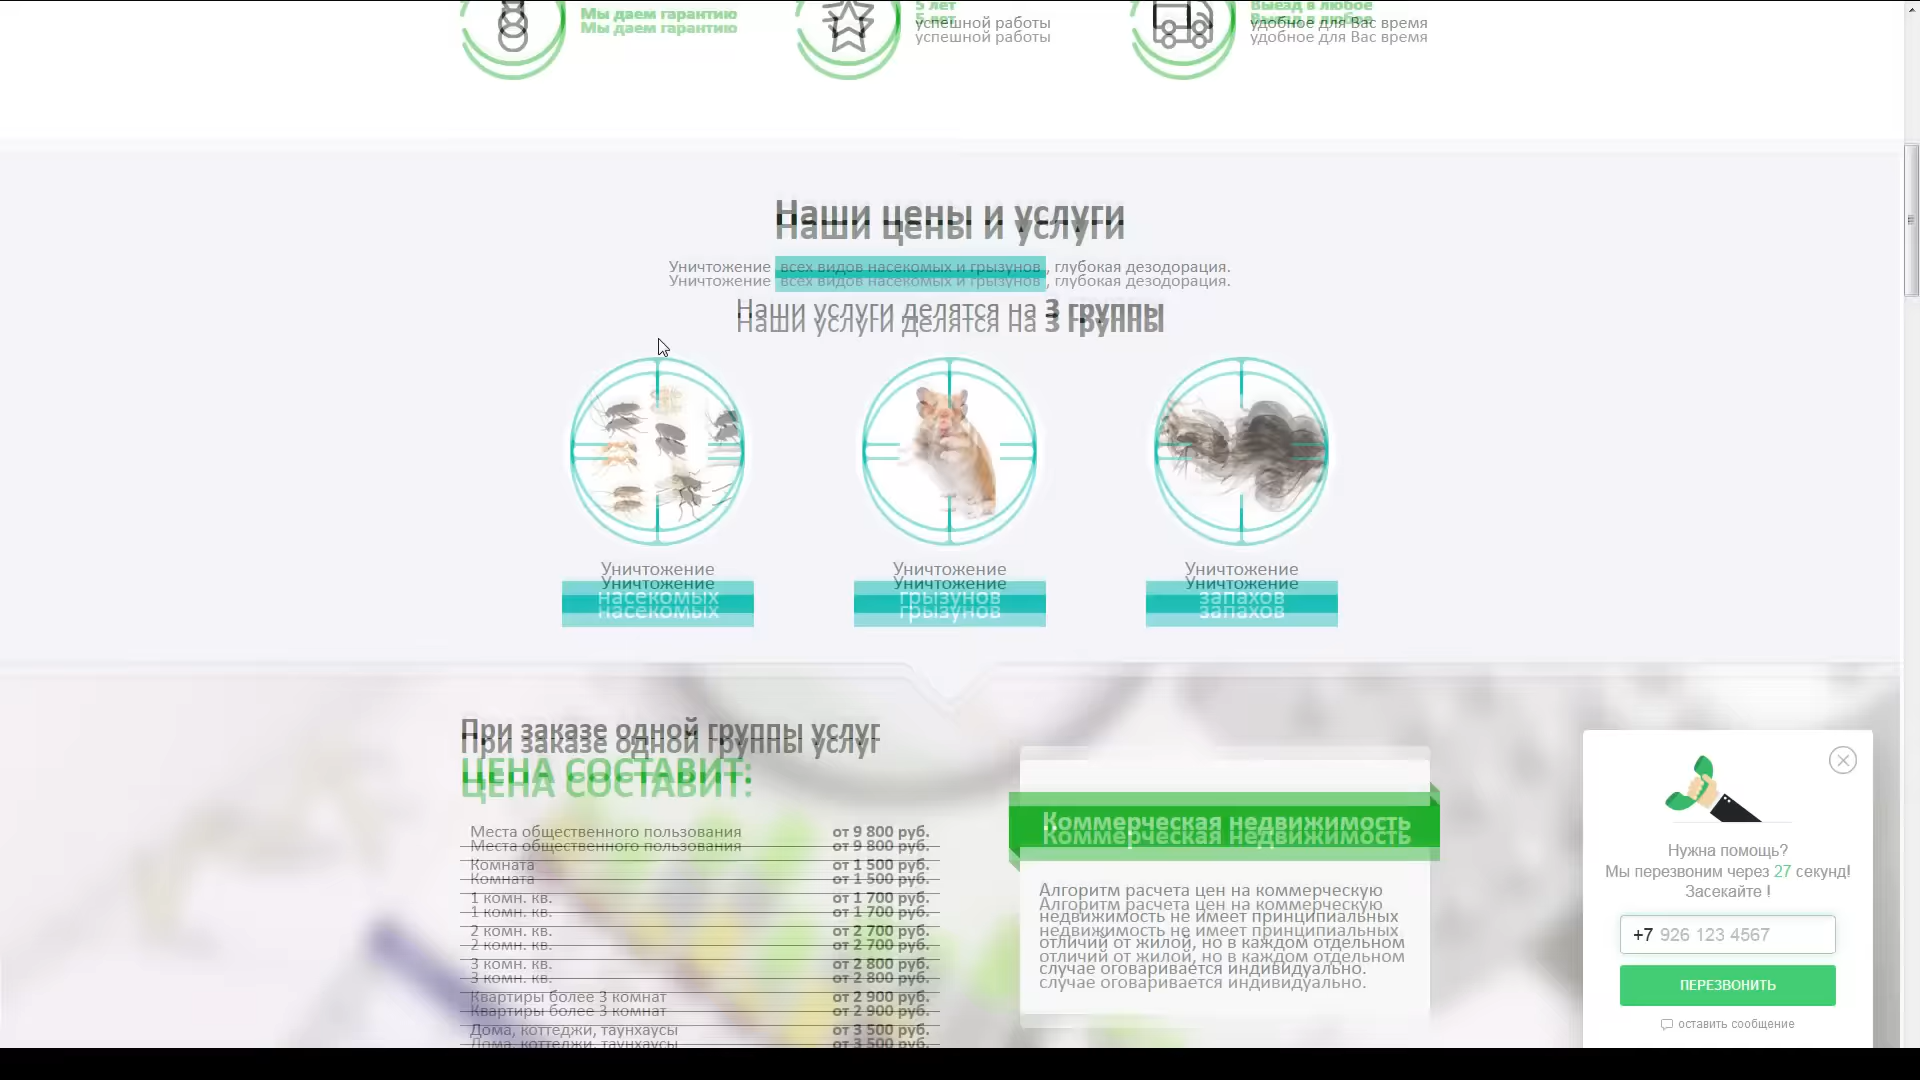 Мы даем гарантию
5 лет
успешной работы
Выезд в любое
удобное для Вас время
Наши цены и услуги
Уничтожение всех видов насекомых и грызунов, глубокая дезодорация.
Наши услуги делятся на 3 группы
Уничтожение
насекомых
Уничтожение
грызунов
Уничтожение
запахов
При заказе одной группы услуг
ЦЕНА СОСТАВИТ:
Места общественного пользования от 9 800 руб.
Комната от 1 500 руб.
1 комн. кв. от 1 700 руб.
2 комн. кв. от 2 700 руб.
3 комн. кв. от 2 800 руб.
Квартиры более 3 комнат от 2 900 руб.
Дома, коттеджи, таунхаусы от 3 500 руб.
Коммерческая недвижимость
Алгоритм расчета цен на коммерческую
недвижимость не имеет принципиальных
отличий от жилой, но в каждом отдельном
случае оговаривается индивидуально.
Нужна помощь?
Мы перезвоним через 27 секунд!
Засекайте !
+7 926 123 4567
ПЕРЕЗВОНИТЬ
оставить сообщение